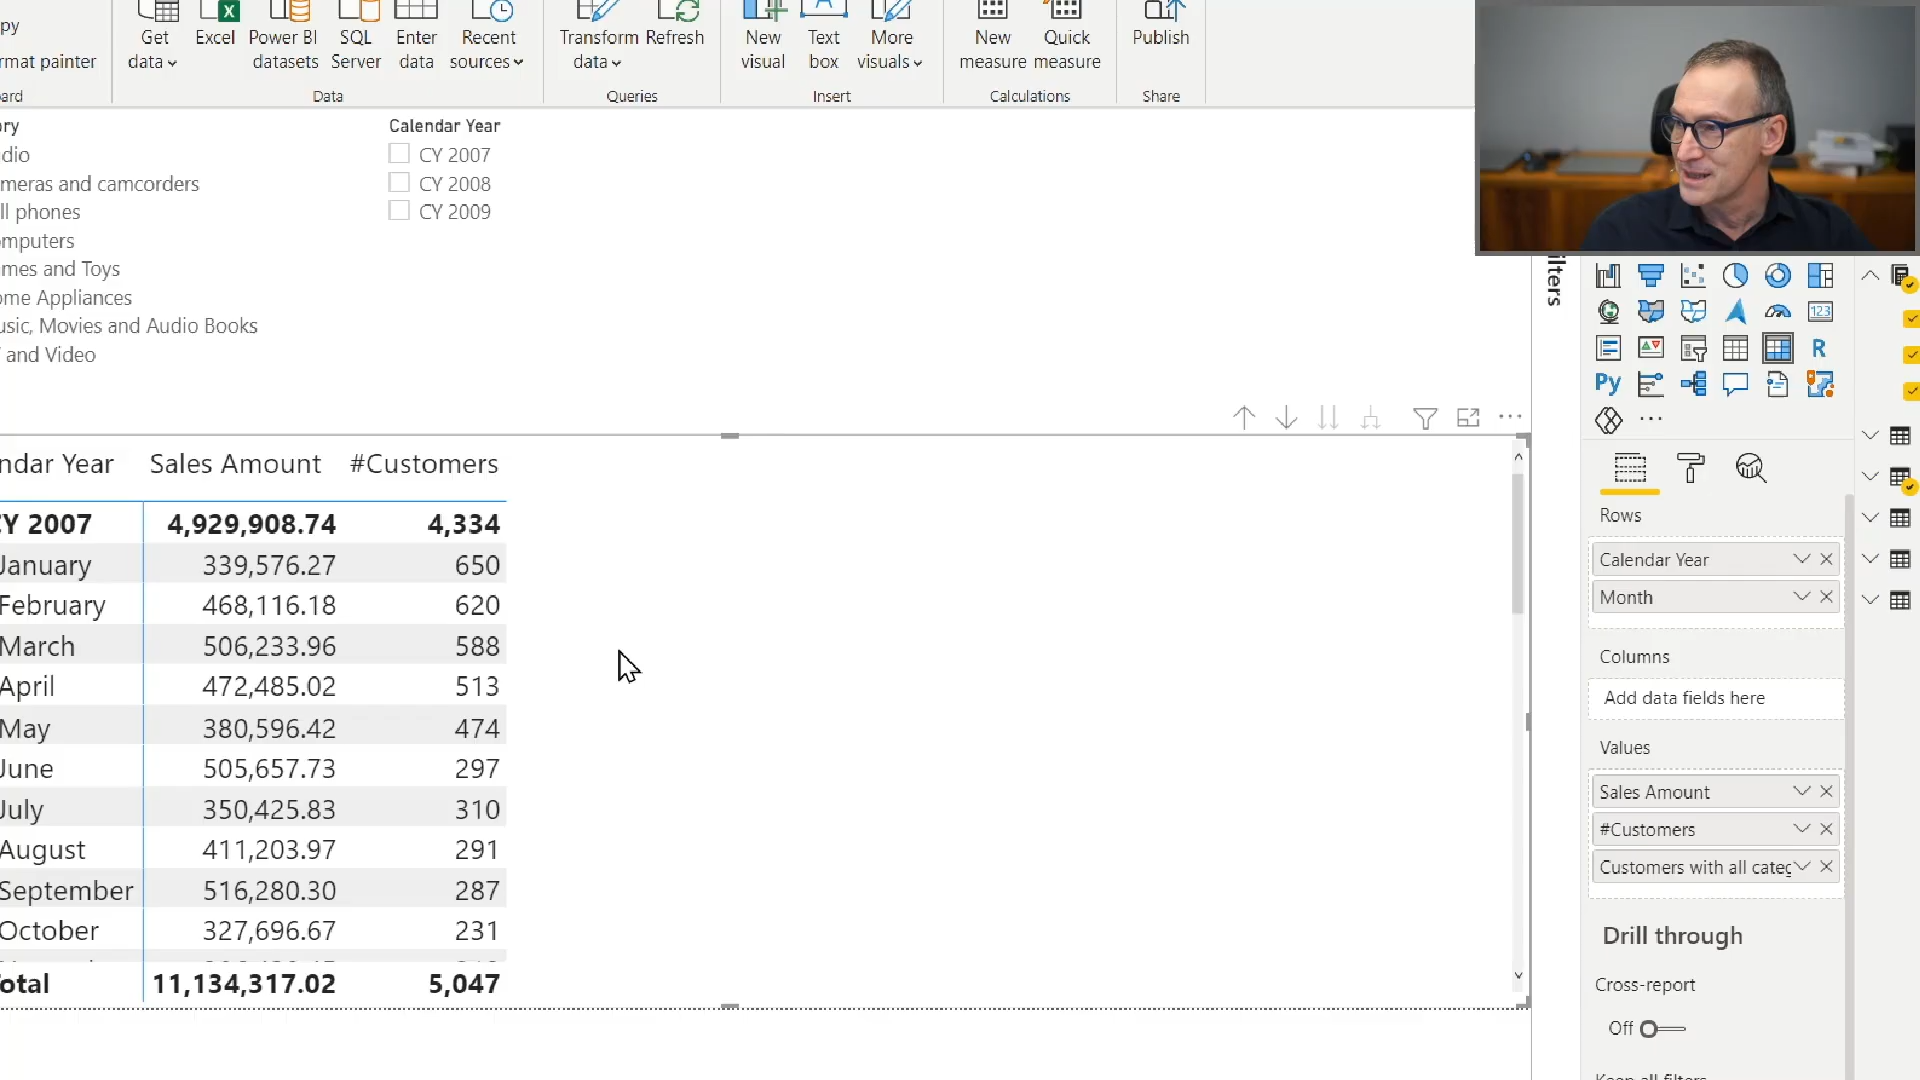 py
rmat painter
ard
Get data
Excel
Power BI datasets
SQL Server
Enter data
Recent sources
Data
Transform data
Refresh
Queries
New visual
Text box
More visuals
Insert
New measure
Quick measure
Calculations
Publish
Share
ory
dio
meras and camcorders
ll phones
omputers
mes and Toys
ome Appliances
usic, Movies and Audio Books
and Video
Calendar Year
CY 2007
CY 2008
CY 2009
ndar Year Sales Amount #Customers
CY 2007 4,929,908.74 4,334
January 339,576.27 650
February 468,116.18 620
March 506,233.96 588
April 472,485.02 513
May 380,596.42 474
June 505,657.73 297
July 350,425.83 310
August 411,203.97 291
September 516,280.30 287
October 327,696.67 231
otal 11,134,317.02 5,047
ilters
123
R
Py
Rows
Calendar Year
Month
Columns
Add data fields here
Values
Sales Amount
#Customers
Customers with all categ
Drill through
Cross-report
Off